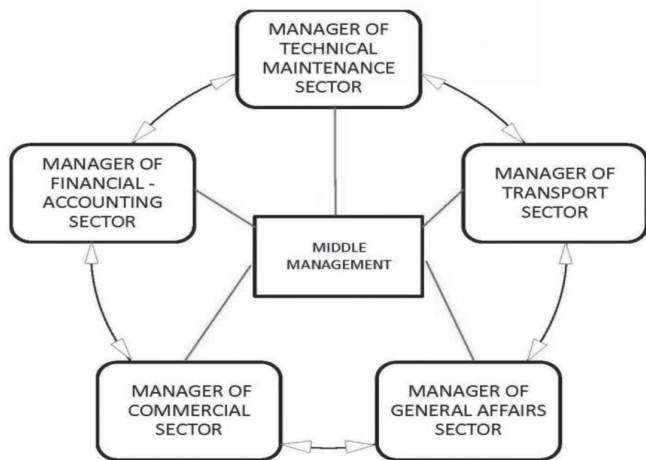 MANAGER OF
TECHNICAL
MAINTENANCE
SECTOR
MANAGER OF
FINANCIAL -
ACCOUNTING
SECTOR
MANAGER OF
TRANSPORT
SECTOR
MIDDLE
MANAGEMENT
MANAGER OF
COMMERCIAL
SECTOR
MANAGER OF
GENERAL AFFAIRS
SECTOR